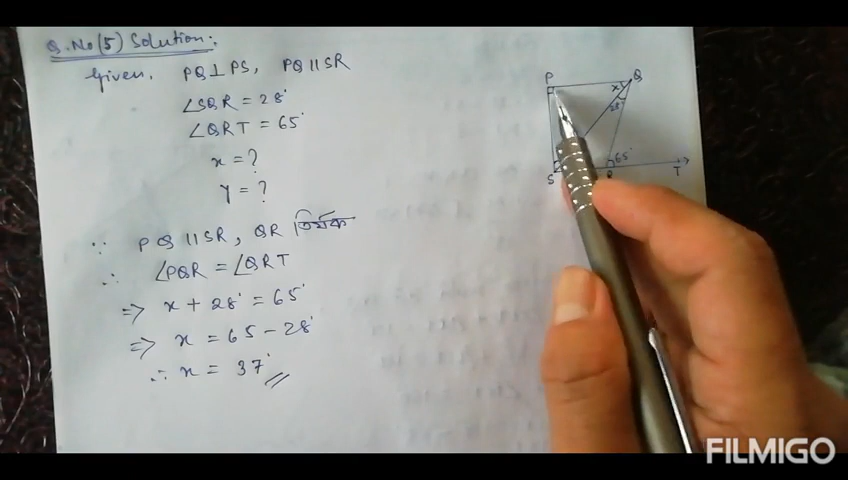 Q.No(5) Solution:
Given, PQ⊥PS, PQ||SR
∠SQR = 28°
∠QRT = 65°
x = ?
y = ?
∵ PQ||SR, QR তির্যক
∴ ∠PQR = ∠QRT
⇒ x + 28° = 65°
⇒ x = 65 - 28°
∴ x = 37°
P
Q
x
28°
65°
S
R
T
FILMIGO